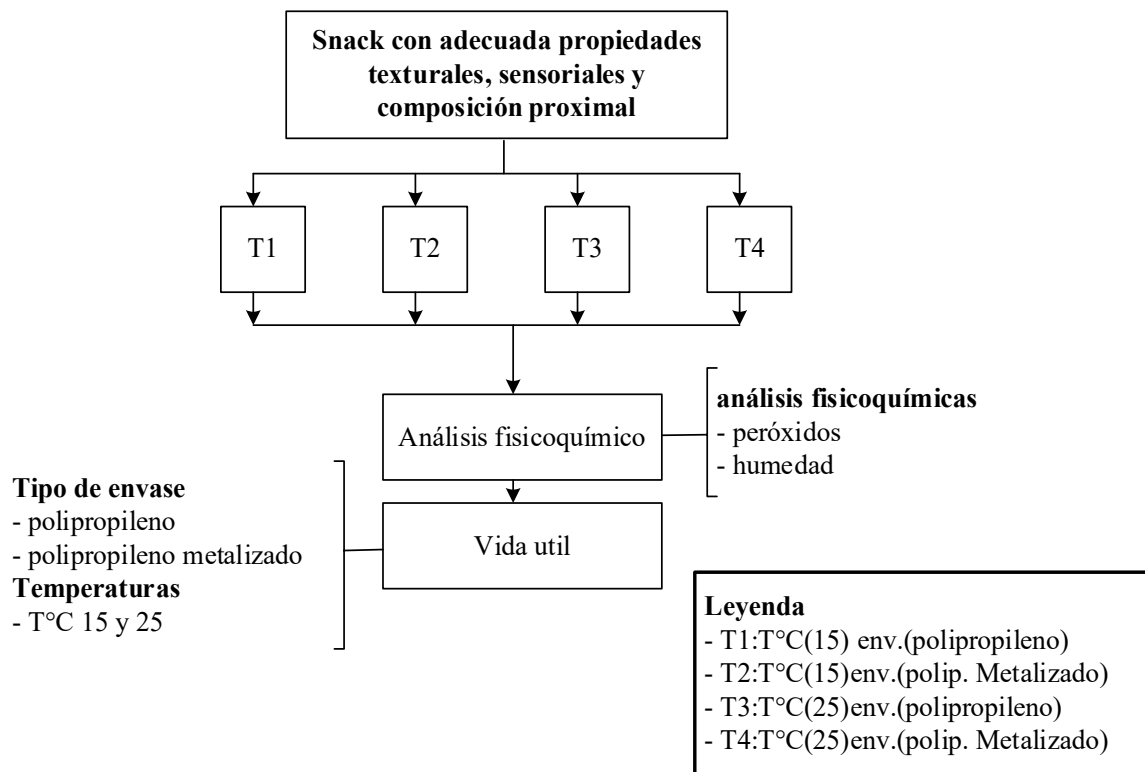 Snack con adecuada propiedades
texturales, sensoriales y
composición proximal
T1
T2
T3
T4
Análisis fisicoquímico
análisis fisicoquímicas
- peróxidos
- humedad
Tipo de envase
- polipropileno
- polipropileno metalizado
Temperaturas
- T°C 15 y 25
Vida util
Leyenda
- T1:T°C(15) env.(polipropileno)
- T2:T°C(15)env.(polip. Metalizado)
- T3:T°C(25)env.(polipropileno)
- T4:T°C(25)env.(polip. Metalizado)